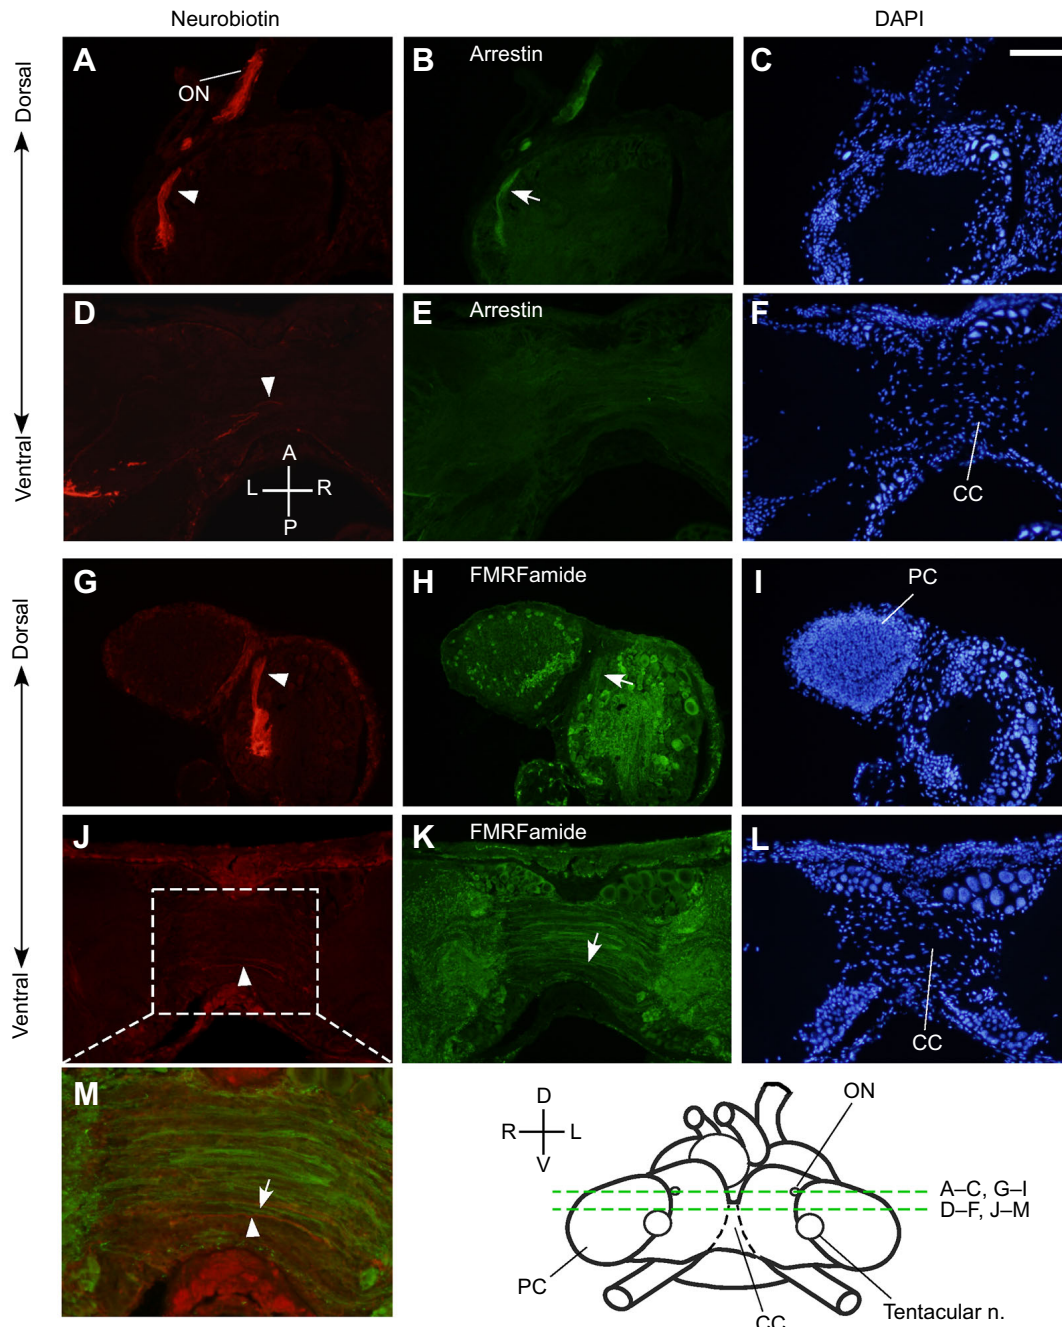 Neurobiotin
DAPI
A
ON
B
Arrestin
C
Dorsal
Ventral
D
A
L
R
P
E
Arrestin
F
CC
G
H
FMRFamide
I
PC
Dorsal
Ventral
J
K
FMRFamide
L
CC
M
D
R
L
V
ON
A–C, G–I
D–F, J–M
PC
CC
Tentacular n.